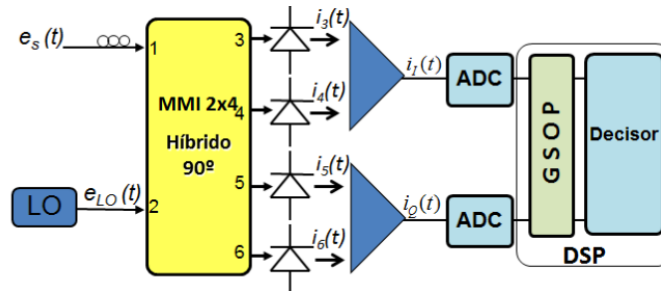 e_s(t)
1
MMI 2x4
Híbrido
90º
2
3
4
5
6
LO
e_LO(t)
i_3(t)
i_4(t)
i_5(t)
i_6(t)
i_I(t)
i_Q(t)
ADC
ADC
GSOP
Decisor
DSP